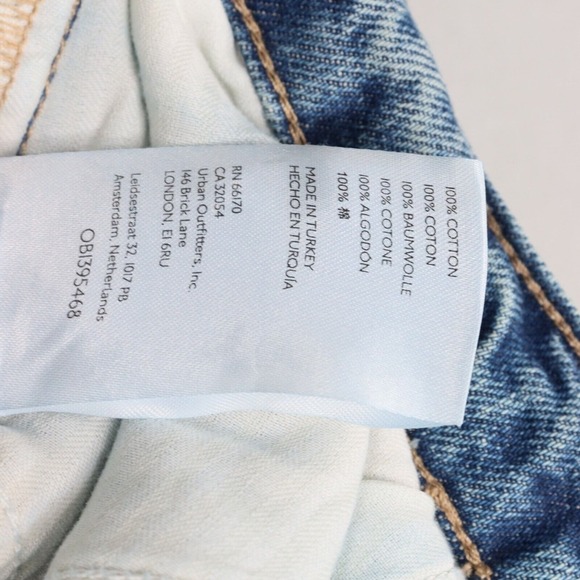 100% COTTON
100% COTON
100% BAUMWOLLE
100% COTONE
100% ALGODÓN
100% 棉
MADE IN TURKEY
HECHO EN TURQUÍA
RN 66170
CA 32054
Urban Outfitters, Inc.
146 Brick Lane
LONDON, E1 6RU
Leidsestraat 32, 1017 PB
Amsterdam, Netherlands
OB1395468